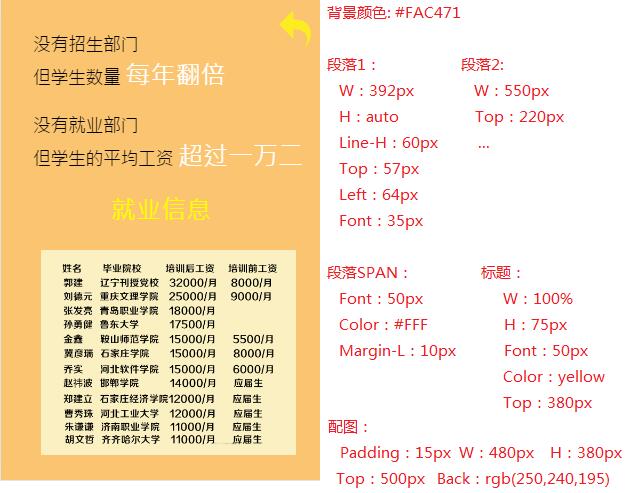 没有招生部门
但学生数量 每年翻倍
没有就业部门
但学生的平均工资 超过一万二
就业信息
姓名 毕业院校 培训后工资 培训前工资
郭建 辽宁刊授党校 32000/月 8000/月
刘德元 重庆文理学院 25000/月 9000/月
张发亮 青岛职业学院 18000/月
孙勇健 鲁东大学 17500/月
金鑫 鞍山师范学院 15000/月 5500/月
冀彦瑞 石家庄学院 15000/月 8000/月
乔实 河北软件学院 15000/月 6000/月
赵祎波 邯郸学院 14000/月 应届生
郑建立 石家庄经济学院 12000/月 应届生
曹秀珠 河北工业大学 12000/月 应届生
朱谦谦 济南职业学院 11000/月 应届生
胡文哲 齐齐哈尔大学 11000/月 应届生
背景颜色: #FAC471
段落1： 段落2:
W：392px W：550px
H：auto Top：220px
Line-H：60px ...
Top：57px
Left：64px
Font：35px
段落SPAN： 标题：
Font：50px W：100%
Color：#FFF H：75px
Margin-L：10px Font：50px
Color：yellow
Top：380px
配图：
Padding：15px W：480px H：380px
Top：500px Back：rgb(250,240,195)